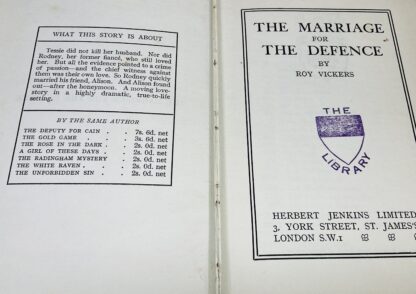 WHAT THIS STORY IS ABOUT
Tessie did not kill her husband. Nor did
Rodney, her former fiancé, who still loved
her. But all the evidence pointed to a crime
of passion—and the chief witness against
them was their own love. So Rodney quickly
married his friend, Alison. And Alison found
out—after the honeymoon. A moving love-
story in a highly dramatic, true-to-life
setting.
BY THE SAME AUTHOR
THE DEPUTY FOR CAIN . . 7s. 6d. net
THE GOLD GAME . . 3s. 6d. net
THE ROSE IN THE DARK . . 2s. 0d. net
A GIRL OF THESE DAYS . . 2s. 0d. net
THE RADINGHAM MYSTERY . 2s. 0d. net
THE WHITE RAVEN . . 2s. 0d. net
THE UNFORBIDDEN SIN . . 2s. 0d. net
THE MARRIAGE
FOR
THE DEFENCE
BY
ROY VICKERS
THE
LIBRARY
HERBERT JENKINS LIMITED
3, YORK STREET, ST. JAMES'S
LONDON S.W.1